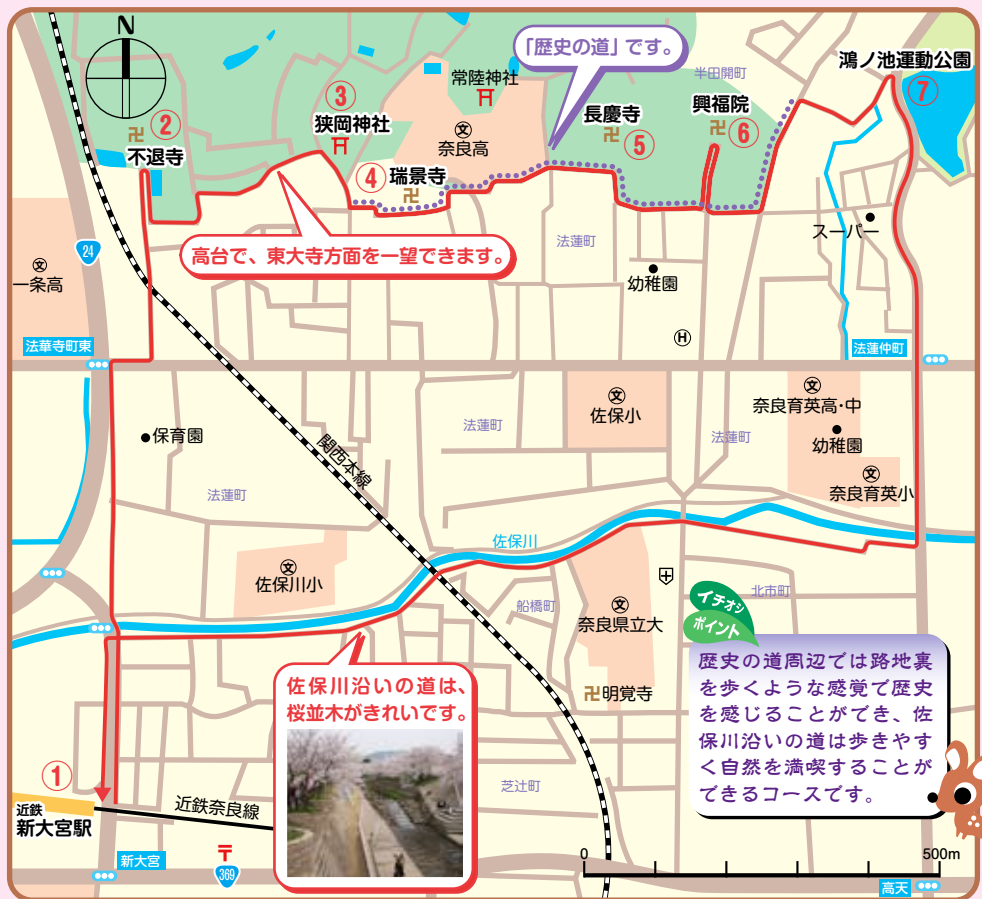 N
「歴史の道」です。
半田開町
鴻ノ池運動公園
⑦
常陸神社
③
狭岡神社
②
不退寺
文
奈良高
長慶寺
⑤
興福院
⑥
④
瑞景寺
スーパー
高台で、東大寺方面を一望できます。
法蓮町
幼稚園
24
文
一条高
H
法華寺町東
法蓮仲町
文
佐保小
文
奈良育英高・中
幼稚園
文
奈良育英小
保育園
法蓮町
法蓮町
関西本線
法蓮町
佐保川
文
佐保川小
船橋町
文
奈良県立大
北市町
イチオシ
ポイント
歴史の道周辺では路地裏
を歩くような感覚で歴史
を感じることができ、佐
保川沿いの道は歩きやす
く自然を満喫することが
できるコースです。
佐保川沿いの道は、
桜並木がきれいです。
明覚寺
芝辻町
①
近鉄
新大宮駅
近鉄奈良線
新大宮
369
0
500m
高天